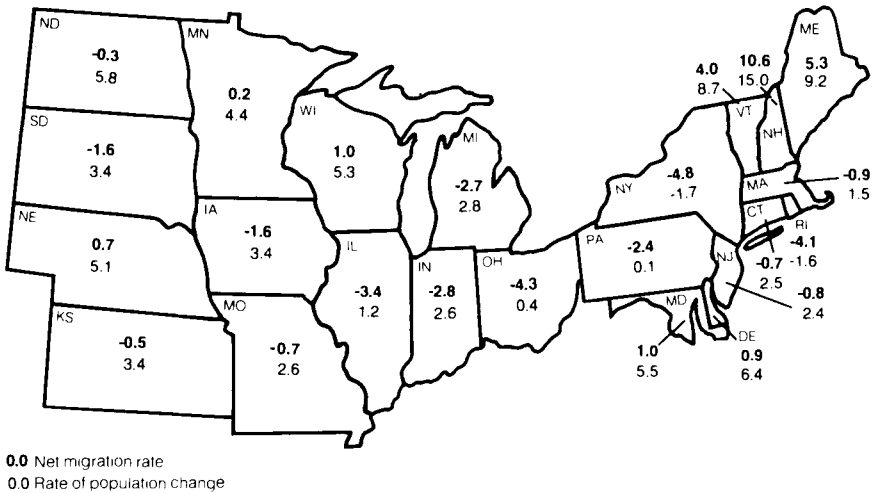 ND
-0.3
5.8
MN
0.2
4.4
SD
-1.6
3.4
WI
1.0
5.3
MI
-2.7
2.8
NE
0.7
5.1
IA
-1.6
3.4
IL
-3.4
1.2
IN
-2.8
2.6
OH
-4.3
0.4
KS
-0.5
3.4
MO
-0.7
2.6
ME
5.3
9.2
4.0
8.7
VT
10.6
15.0
NH
NY
-4.8
-1.7
MA
-0.9
1.5
CT
-0.7
2.5
RI
-4.1
-1.6
PA
-2.4
0.1
NJ
-0.8
2.4
MD
1.0
5.5
DE
0.9
6.4
0.0 Net migration rate
0.0 Rate of population change